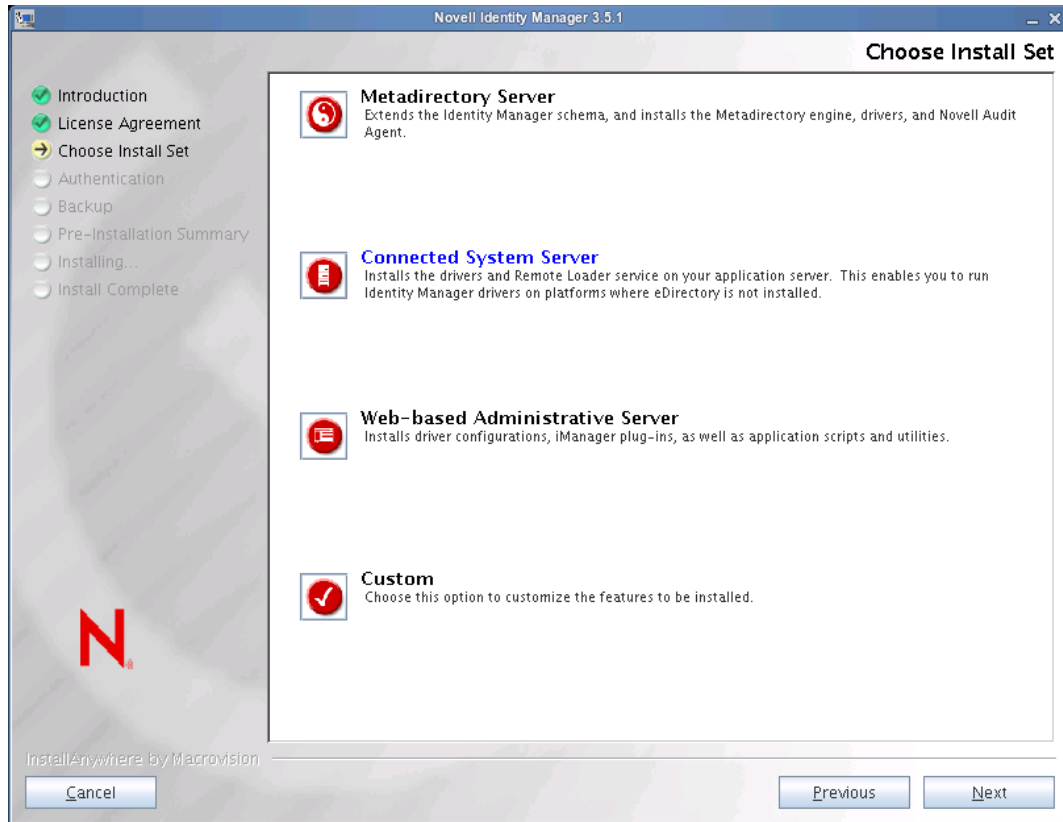 Novell Identity Manager 3.5.1
Choose Install Set
Introduction
License Agreement
Choose Install Set
Authentication
Backup
Pre-Installation Summary
Installing...
Install Complete
Metadirectory Server
Extends the Identity Manager schema, and installs the Metadirectory engine, drivers, and Novell Audit
Agent.
Connected System Server
Installs the drivers and Remote Loader service on your application server. This enables you to run
Identity Manager drivers on platforms where eDirectory is not installed.
Web-based Administrative Server
Installs driver configurations, iManager plug-ins, as well as application scripts and utilities.
Custom
Choose this option to customize the features to be installed.
N
InstallAnywhere by Macrovision
Cancel
Previous
Next